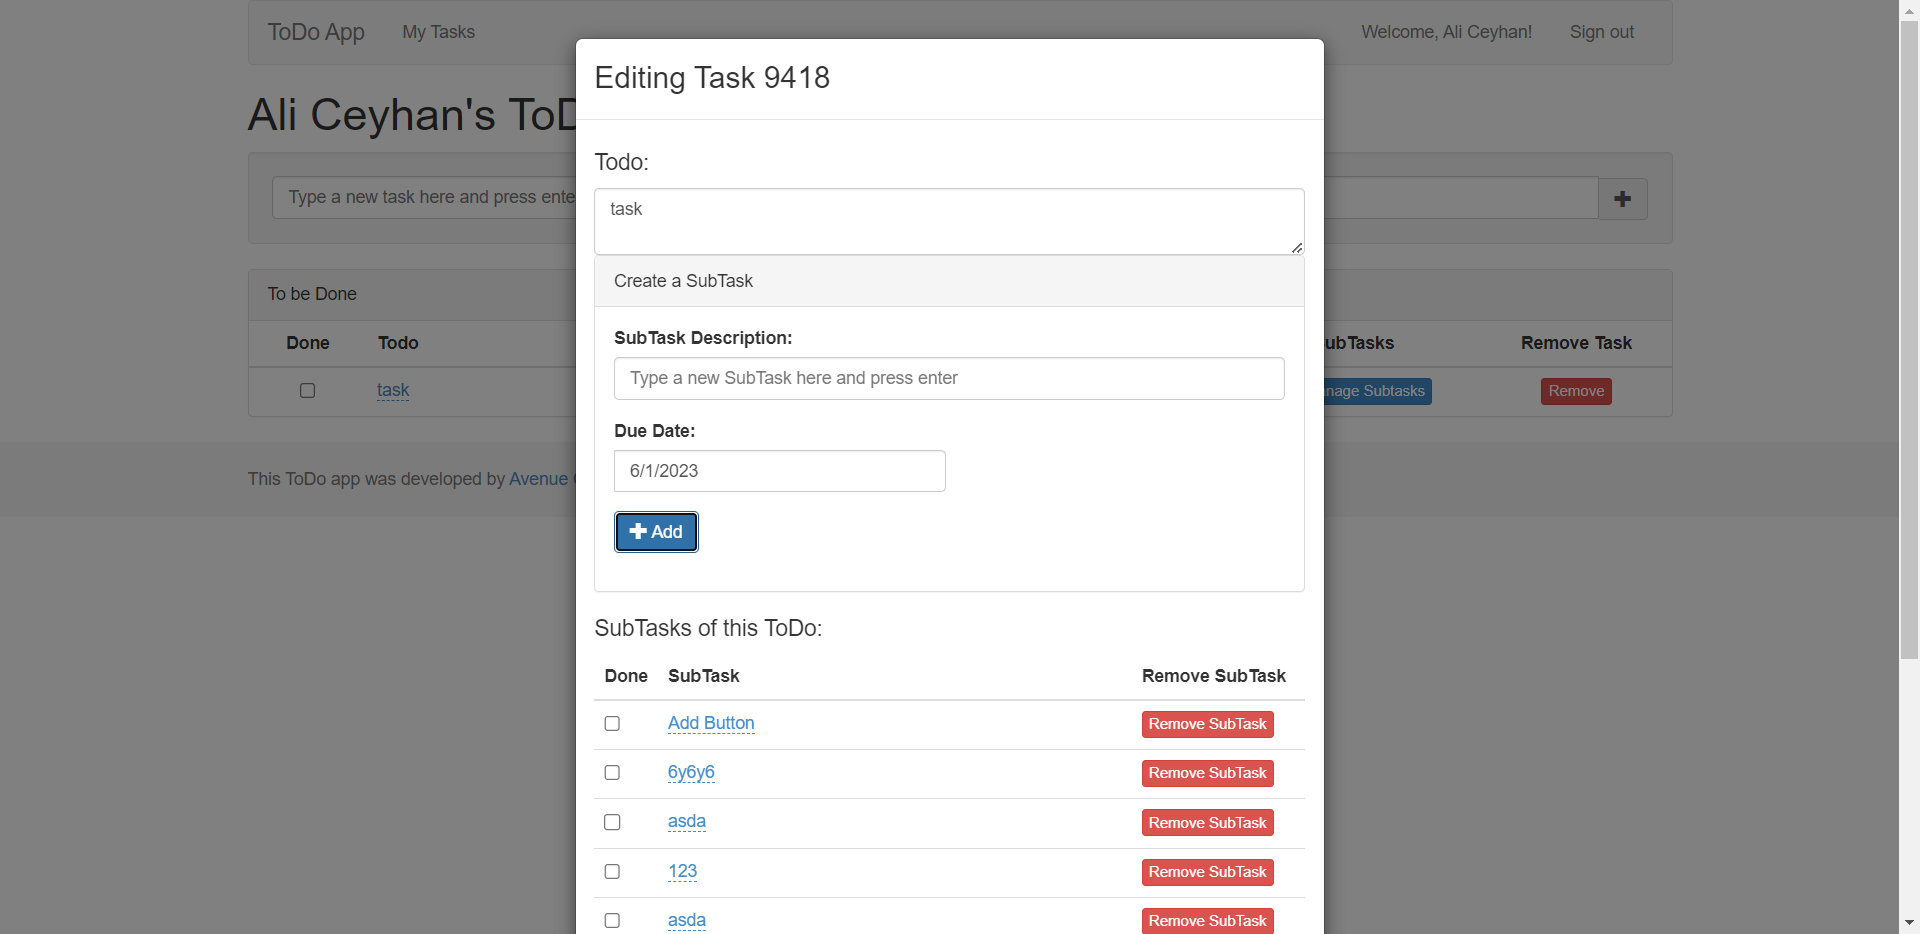 ToDo App My Tasks Welcome, Ali Ceyhan! Sign out
Editing Task 9418
Ali Ceyhan's
Todo:
Type a new task here and press
task
Create a SubTask
To be Done
SubTask Description:
Done Todo Remove Task
Type a new SubTask here and press enter
task Subtasks Remove
Due Date:
6/1/2023
This ToDo app was developed by Avenue
Add
SubTasks of this ToDo:
Done SubTask Remove SubTask
Add Button Remove SubTask
6y6y6 Remove SubTask
asda Remove SubTask
123 Remove SubTask
asda Remove SubTask